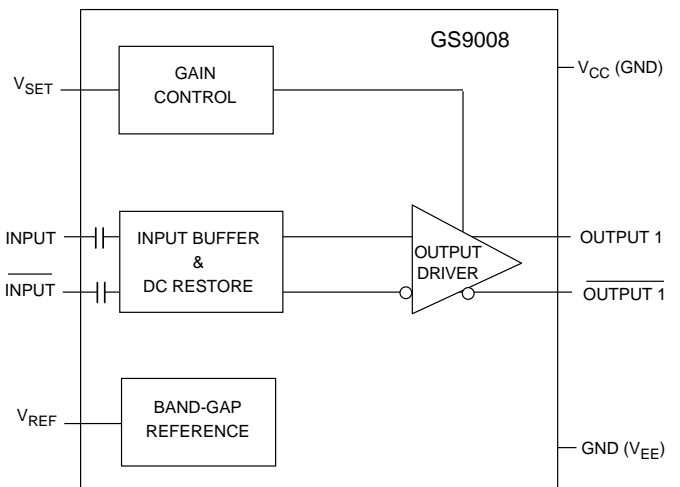 GS9008
V_SET
GAIN
CONTROL
V_CC (GND)
INPUT
INPUT BUFFER
&
DC RESTORE
INPUT
OUTPUT
DRIVER
OUTPUT 1
OUTPUT 1
V_REF
BAND-GAP
REFERENCE
GND (V_EE)